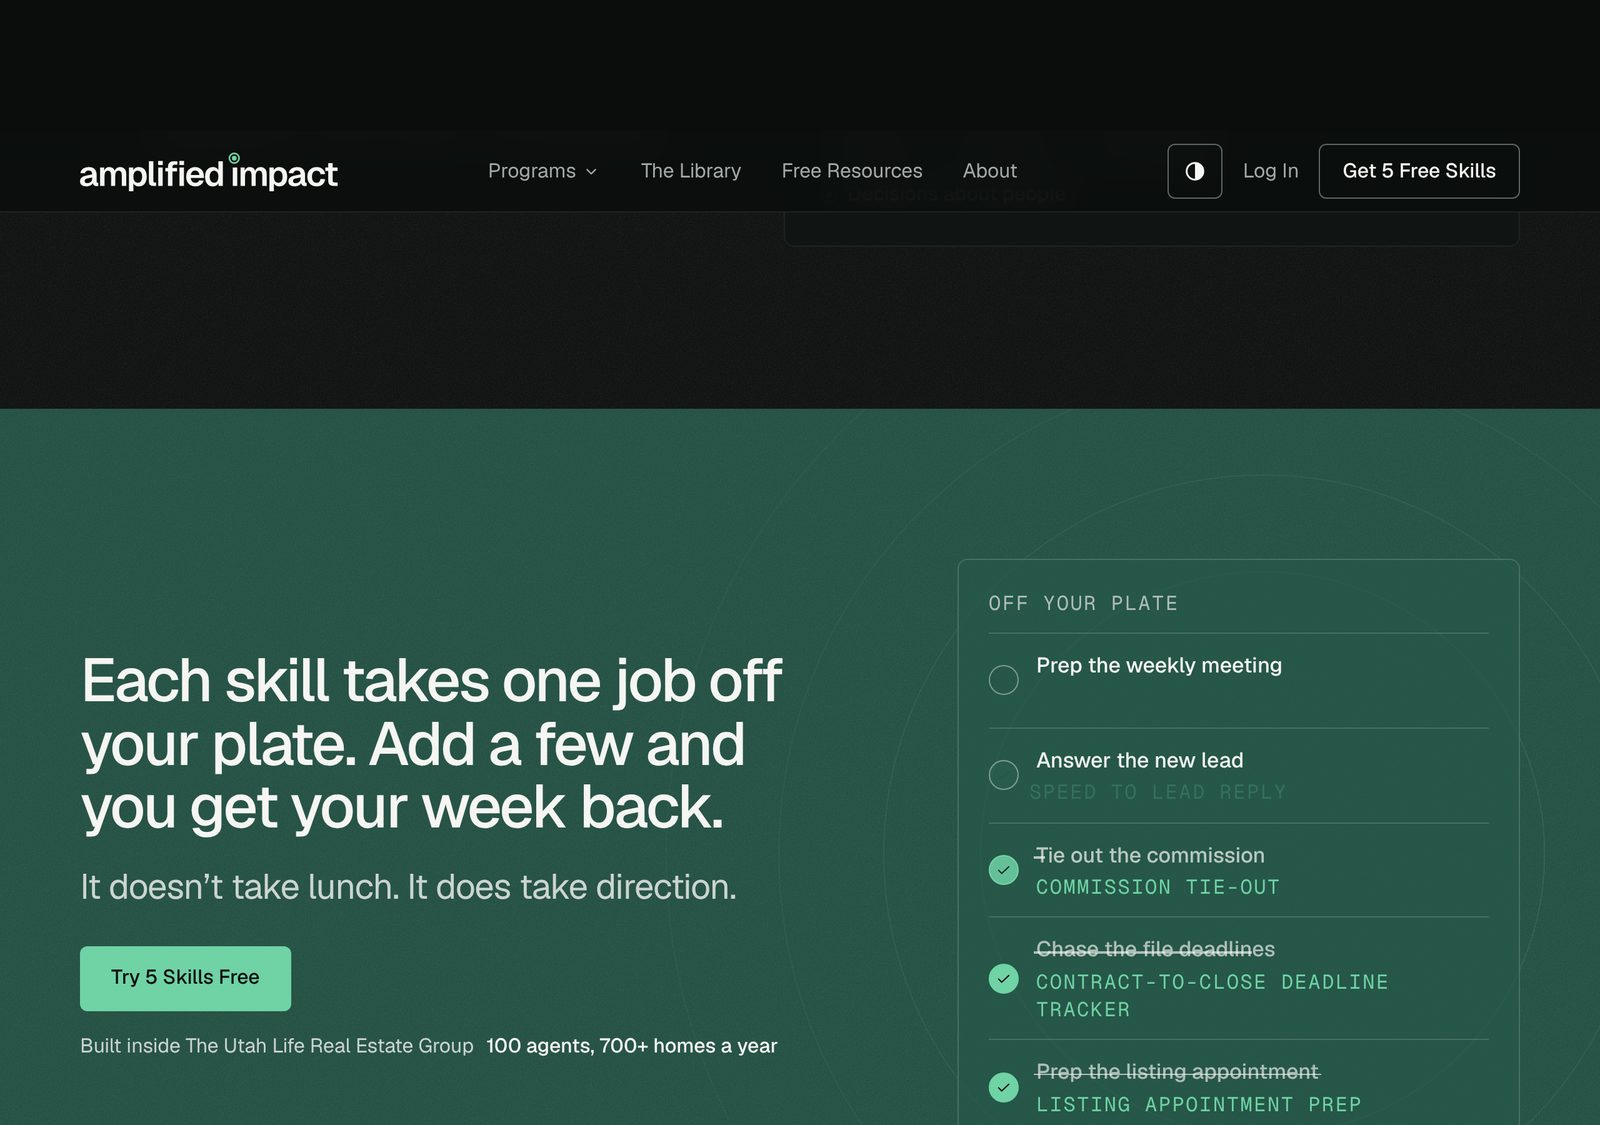 amplified impact
Programs
The Library
Free Resources
About
Log In
Get 5 Free Skills
Decisions about people
Each skill takes one job off
your plate. Add a few and
you get your week back.
It doesn’t take lunch. It does take direction.
Try 5 Skills Free
Built inside The Utah Life Real Estate Group 100 agents, 700+ homes a year
OFF YOUR PLATE
Prep the weekly meeting
Answer the new lead
SPEED TO LEAD REPLY
Tie out the commission
COMMISSION TIE-OUT
Chase the file deadlines
CONTRACT-TO-CLOSE DEADLINE
TRACKER
Prep the listing appointment
LISTING APPOINTMENT PREP